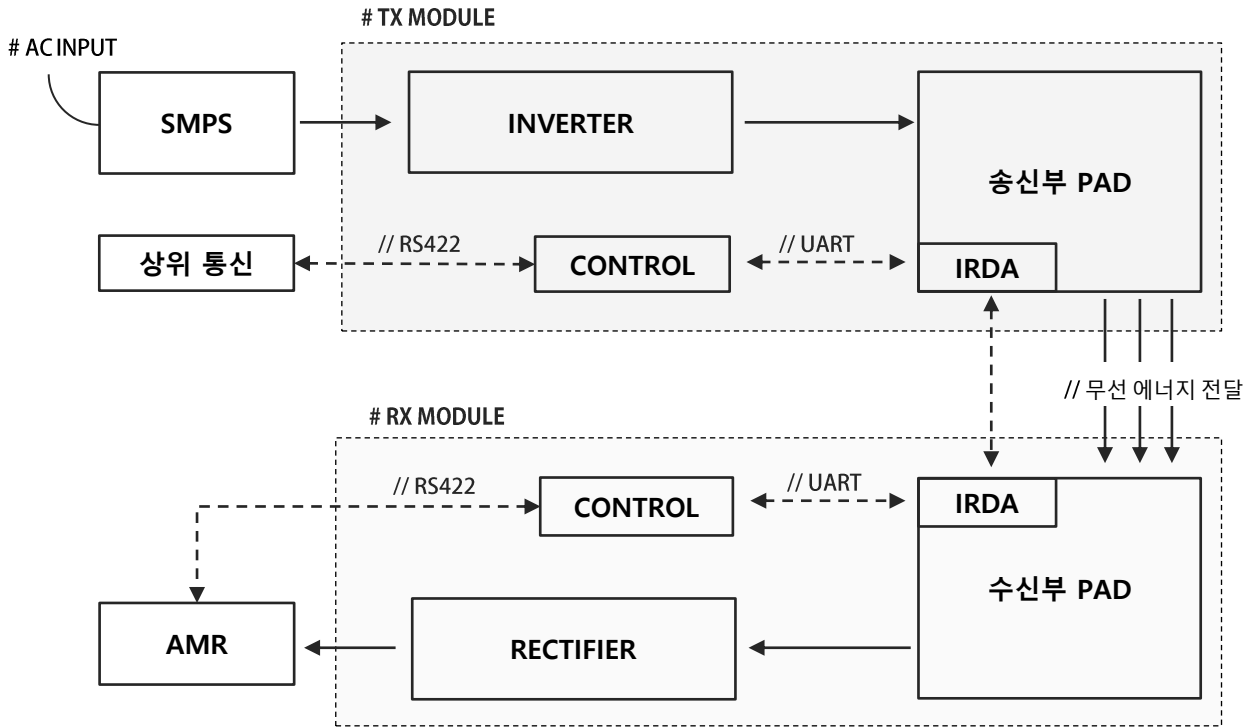 # TX MODULE
# AC INPUT
SMPS
INVERTER
송신부 PAD
// RS422
// UART
상위 통신
CONTROL
IRDA
// 무선 에너지 전달
# RX MODULE
// RS422
// UART
CONTROL
IRDA
수신부 PAD
AMR
RECTIFIER